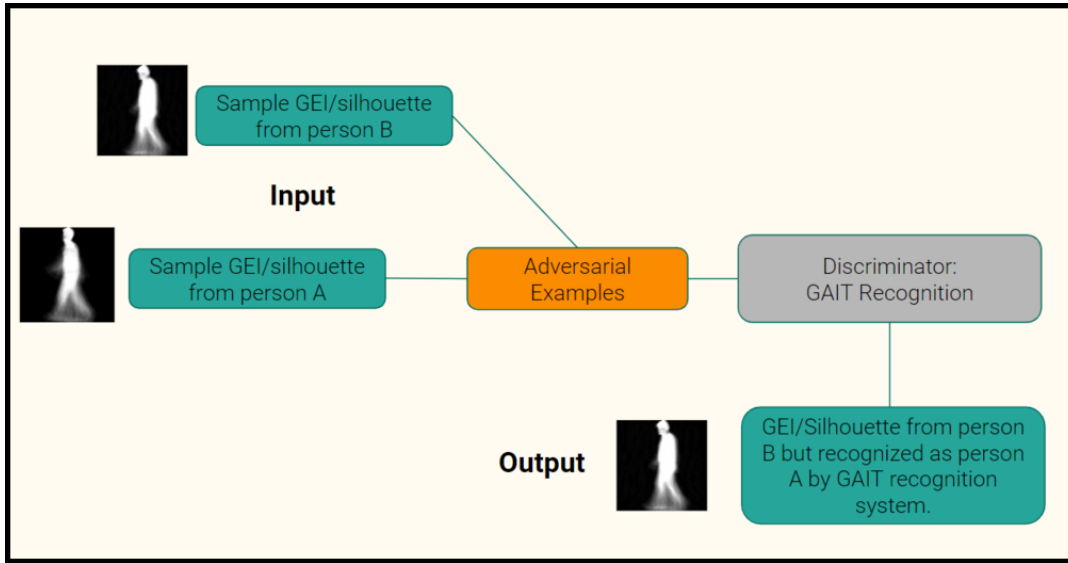 Sample GEI/silhouette
from person B
Input
Sample GEI/silhouette
from person A
Adversarial
Examples
Discriminator:
GAIT Recognition
Output
GEI/Silhouette from person
B but recognized as person
A by GAIT recognition
system.